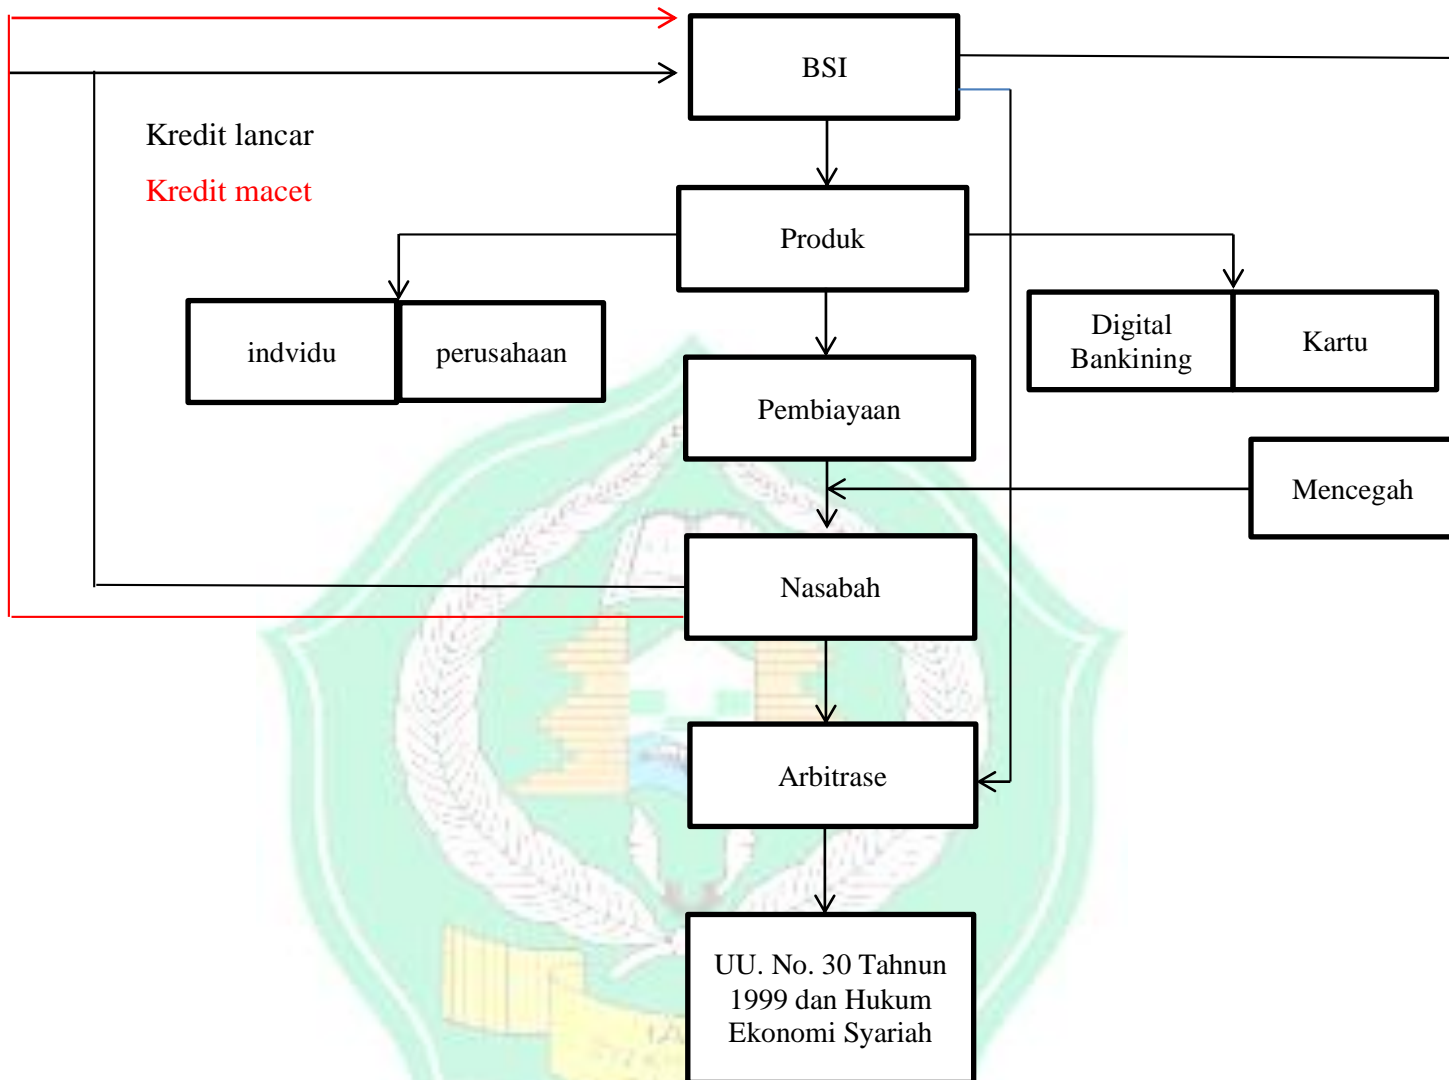 BSI
Kredit lancar
Kredit macet
Produk
indvidu
perusahaan
Digital
Bankining
Kartu
Pembiayaan
Mencegah
Nasabah
Arbitrase
UU. No. 30 Tahnun
1999 dan Hukum
Ekonomi Syariah